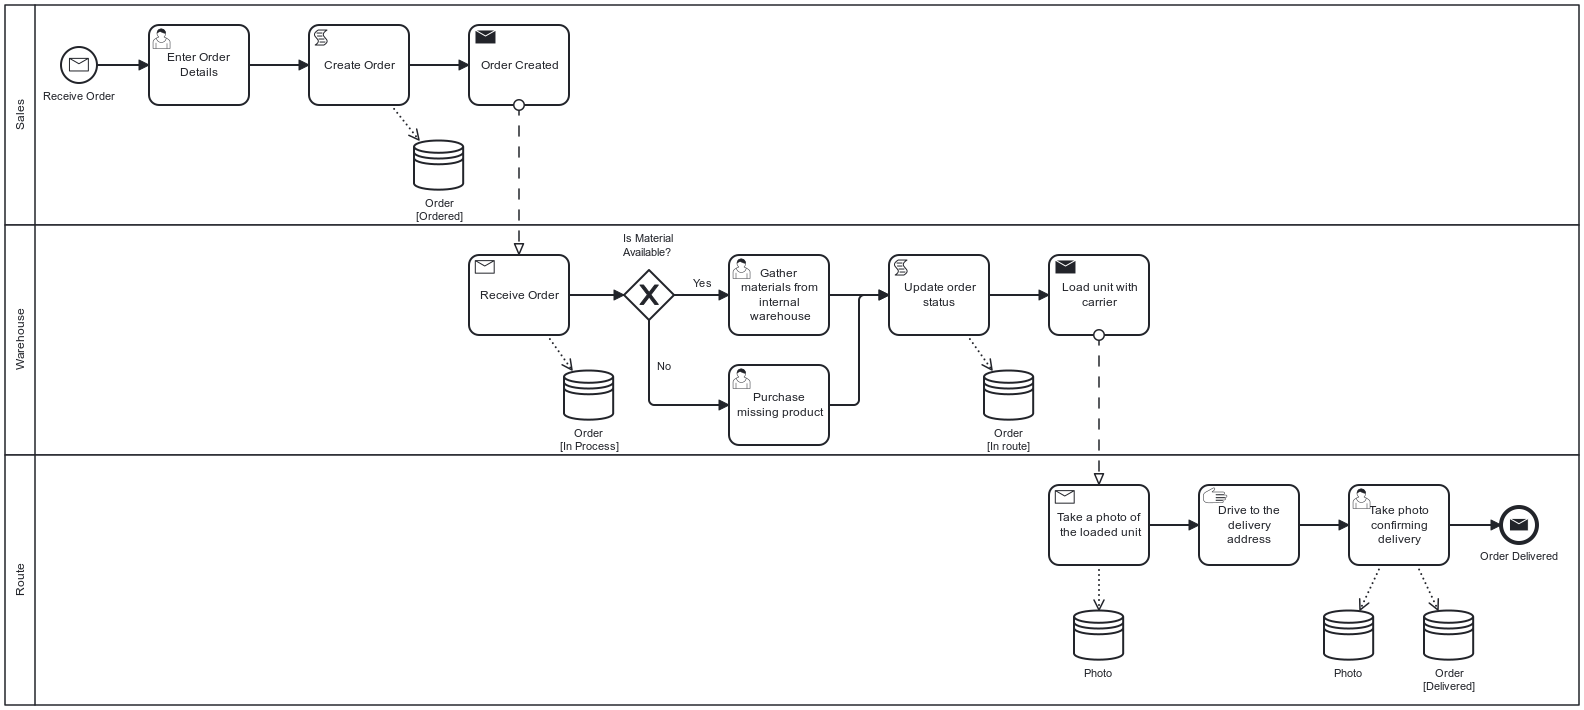 Sales
Receive Order
Enter Order
Details
Create Order
Order Created
Order
[Ordered]
Warehouse
Receive Order
Is Material
Available?
Yes
No
Gather
materials from
internal
warehouse
Purchase
missing product
Update order
status
Load unit with
carrier
Order
[In Process]
Order
[In route]
Route
Take a photo of
the loaded unit
Drive to the
delivery
address
Take photo
confirming
delivery
Order Delivered
Photo
Photo
Order
[Delivered]